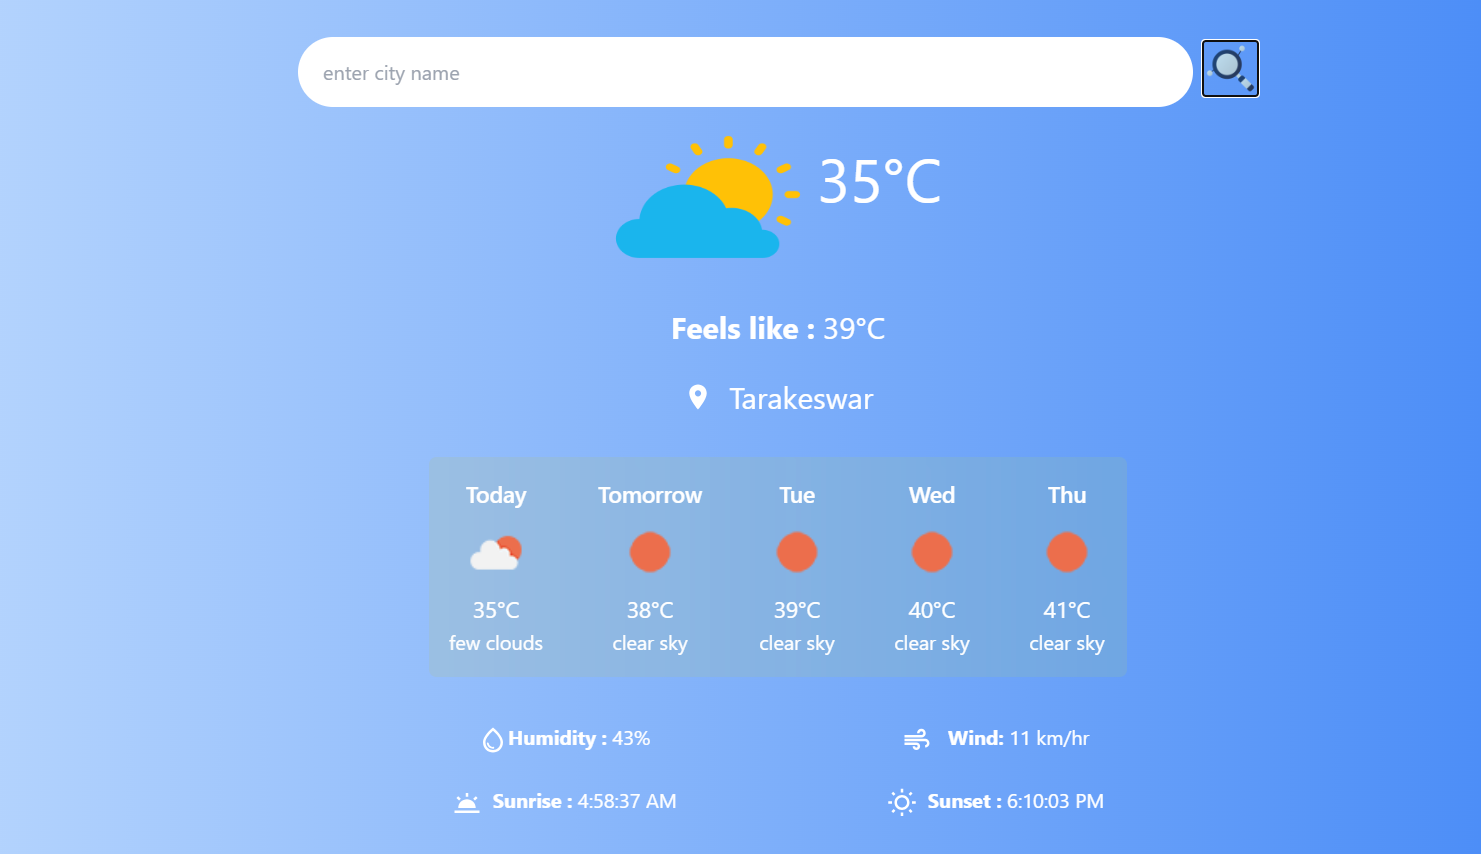 enter city name
35°C
Feels like : 39°C
Tarakeswar
Today Tomorrow Tue Wed Thu
35°C 38°C 39°C 40°C 41°C
few clouds clear sky clear sky clear sky clear sky
Humidity : 43% Wind: 11 km/hr
Sunrise : 4:58:37 AM Sunset : 6:10:03 PM